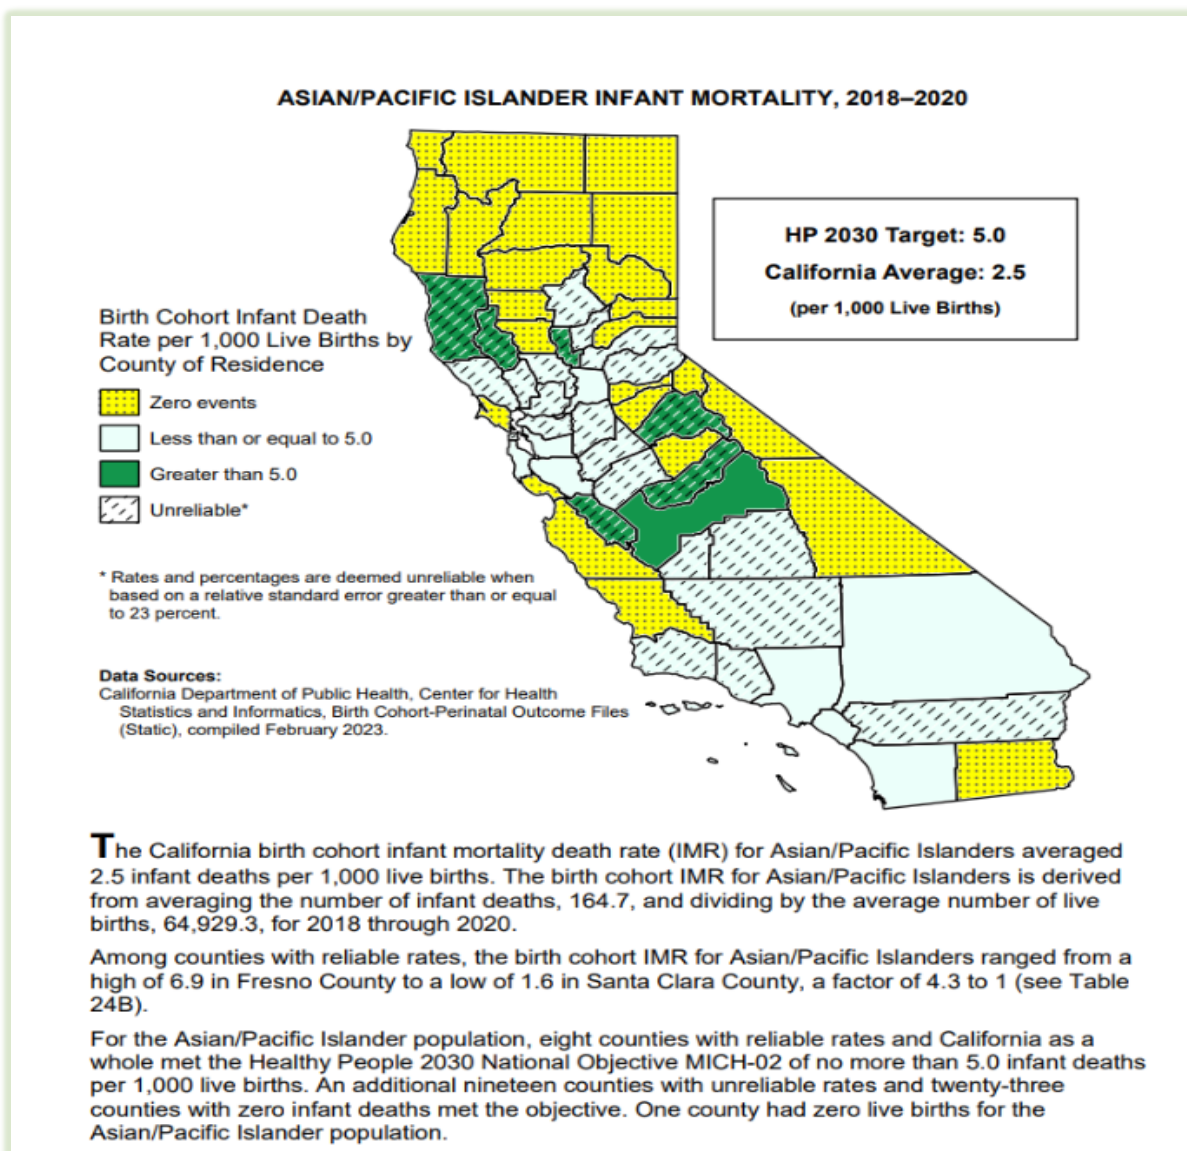 ASIAN/PACIFIC ISLANDER INFANT MORTALITY, 2018–2020
HP 2030 Target: 5.0
California Average: 2.5
(per 1,000 Live Births)
Birth Cohort Infant Death
Rate per 1,000 Live Births by
County of Residence
Zero events
Less than or equal to 5.0
Greater than 5.0
Unreliable*
* Rates and percentages are deemed unreliable when
based on a relative standard error greater than or equal
to 23 percent.
Data Sources:
California Department of Public Health, Center for Health
Statistics and Informatics, Birth Cohort-Perinatal Outcome Files
(Static), compiled February 2023.
The California birth cohort infant mortality death rate (IMR) for Asian/Pacific Islanders averaged
2.5 infant deaths per 1,000 live births. The birth cohort IMR for Asian/Pacific Islanders is derived
from averaging the number of infant deaths, 164.7, and dividing by the average number of live
births, 64,929.3, for 2018 through 2020.
Among counties with reliable rates, the birth cohort IMR for Asian/Pacific Islanders ranged from a
high of 6.9 in Fresno County to a low of 1.6 in Santa Clara County, a factor of 4.3 to 1 (see Table
24B).
For the Asian/Pacific Islander population, eight counties with reliable rates and California as a
whole met the Healthy People 2030 National Objective MICH-02 of no more than 5.0 infant deaths
per 1,000 live births. An additional nineteen counties with unreliable rates and twenty-three
counties with zero infant deaths met the objective. One county had zero live births for the
Asian/Pacific Islander population.